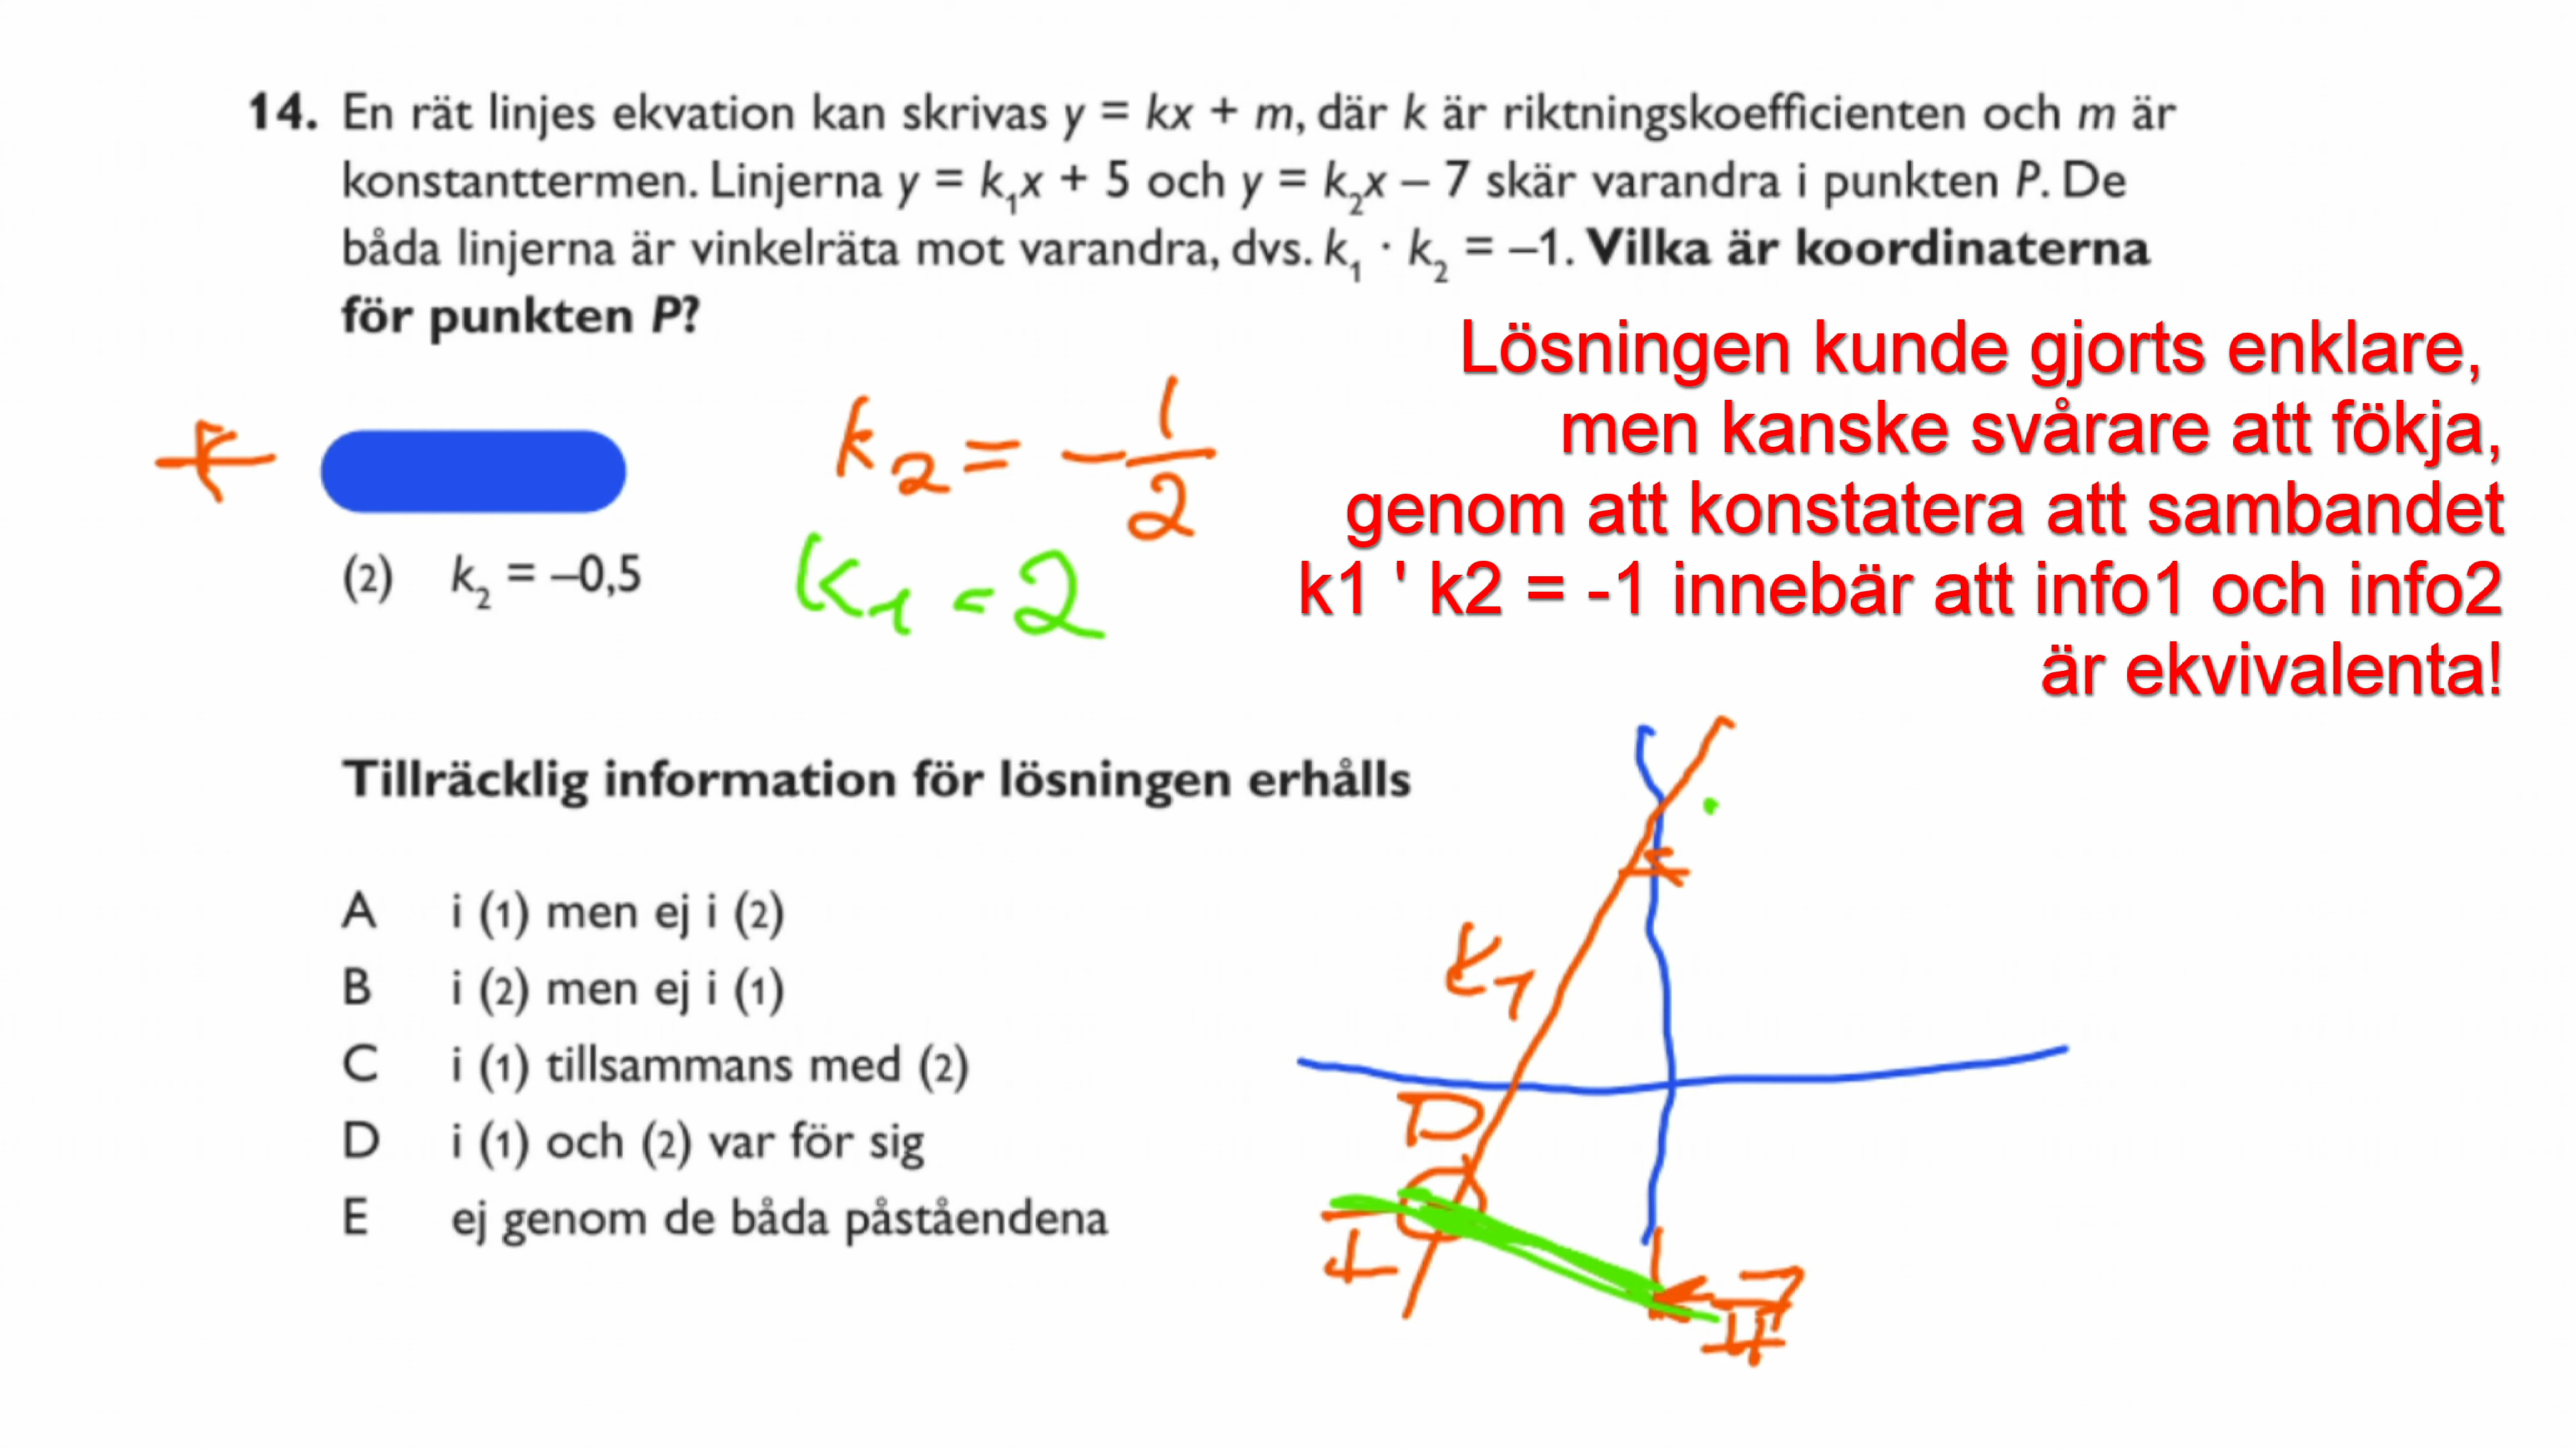 14. En rät linjes ekvation kan skrivas y = kx + m, där k är riktningskoefficienten och m är
konstanttermen. Linjerna y = k₁x + 5 och y = k₂x – 7 skär varandra i punkten P. De
båda linjerna är vinkelräta mot varandra, dvs. k₁ · k₂ = –1. Vilka är koordinaterna
för punkten P?
Lösningen kunde gjorts enklare,
men kanske svårare att fökja,
genom att konstatera att sambandet
k1 ' k2 = -1 innebär att info1 och info2
är ekvivalenta!
k₂ = -1/2
(2) k₂ = –0,5
k₁ = 2
Tillräcklig information för lösningen erhålls
A i (1) men ej i (2)
B i (2) men ej i (1)
C i (1) tillsammans med (2)
D i (1) och (2) var för sig
E ej genom de båda påståendena
k₁
P
-7